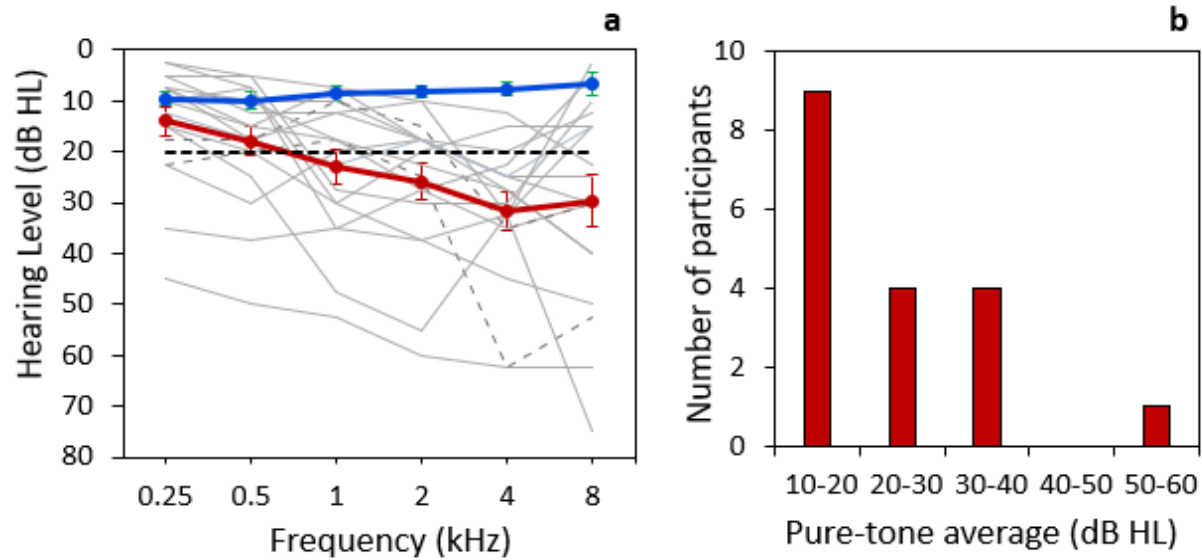 a
Hearing Level (dB HL)
0
10
20
30
40
50
60
70
80
0.25 0.5 1 2 4 8
Frequency (kHz)
b
Number of participants
10
8
6
4
2
0
10-20 20-30 30-40 40-50 50-60
Pure-tone average (dB HL)